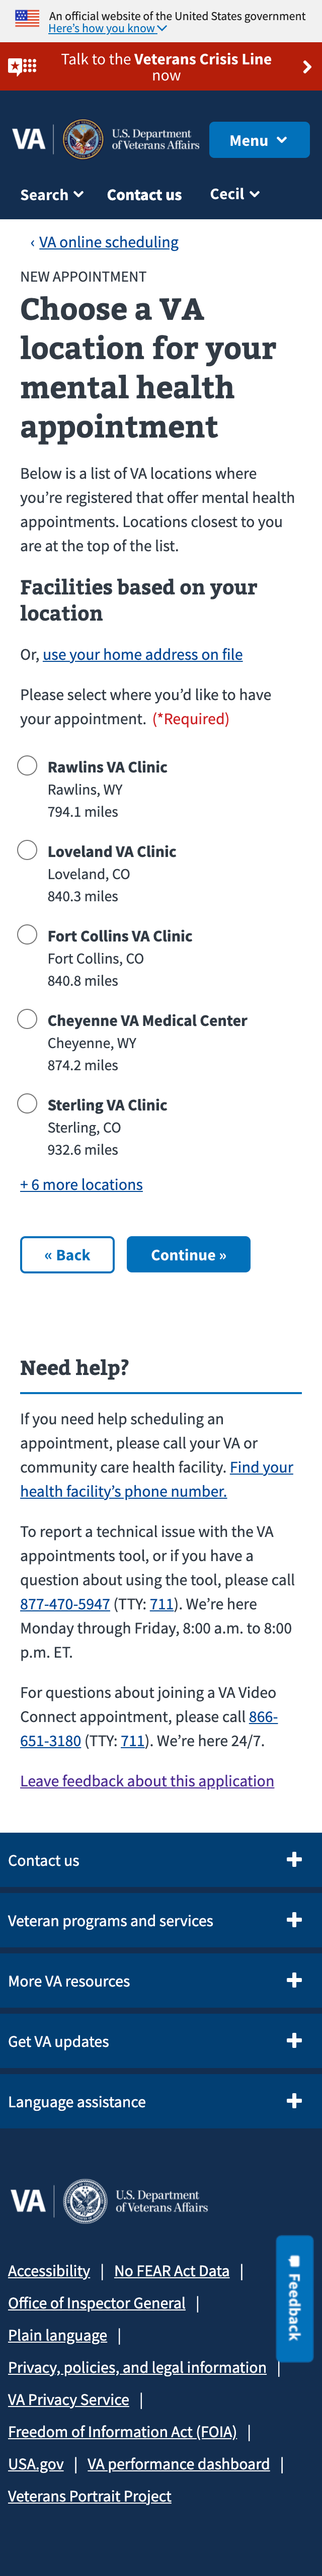 An official website of the United States government
Here's how you know
Talk to the Veterans Crisis Line
now
VA
U.S. Department
of Veterans Affairs
Menu
Search
Contact us
Cecil
‹ VA online scheduling
NEW APPOINTMENT
Choose a VA
location for your
mental health
appointment
Below is a list of VA locations where
you're registered that offer mental health
appointments. Locations closest to you
are at the top of the list.
Facilities based on your
location
Or, use your home address on file
Please select where you'd like to have
your appointment. (*Required)
Rawlins VA Clinic
Rawlins, WY
794.1 miles
Loveland VA Clinic
Loveland, CO
840.3 miles
Fort Collins VA Clinic
Fort Collins, CO
840.8 miles
Cheyenne VA Medical Center
Cheyenne, WY
874.2 miles
Sterling VA Clinic
Sterling, CO
932.6 miles
+ 6 more locations
« Back
Continue »
Need help?
If you need help scheduling an
appointment, please call your VA or
community care health facility. Find your
health facility's phone number.
To report a technical issue with the VA
appointments tool, or if you have a
question about using the tool, please call
877-470-5947 (TTY: 711). We're here
Monday through Friday, 8:00 a.m. to 8:00
p.m. ET.
For questions about joining a VA Video
Connect appointment, please call 866-
651-3180 (TTY: 711). We're here 24/7.
Leave feedback about this application
Contact us
Veteran programs and services
More VA resources
Get VA updates
Language assistance
VA
U.S. Department
of Veterans Affairs
Feedback
Accessibility | No FEAR Act Data |
Office of Inspector General |
Plain language |
Privacy, policies, and legal information |
VA Privacy Service |
Freedom of Information Act (FOIA) |
USA.gov | VA performance dashboard |
Veterans Portrait Project